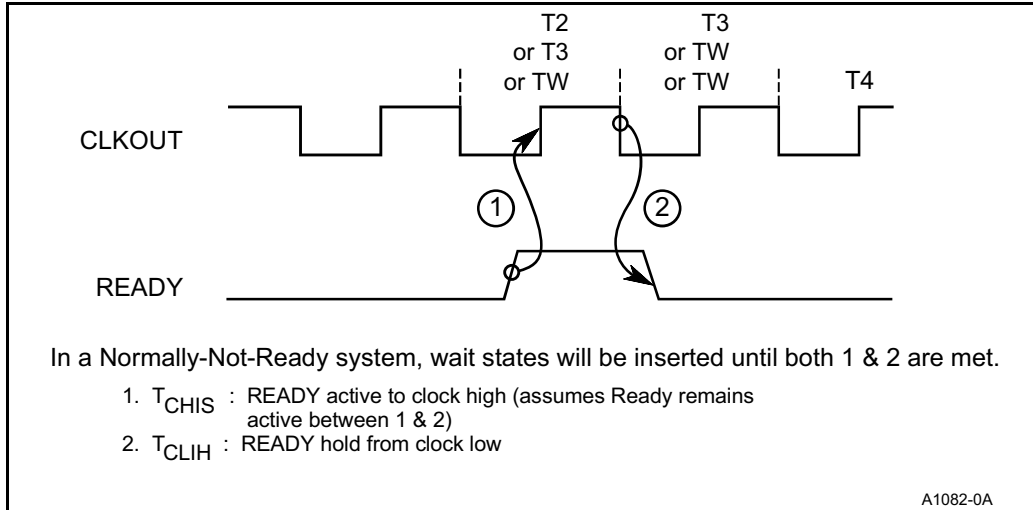 T2 T3
or T3 or TW
or TW or TW T4
CLKOUT
1 2
READY
In a Normally-Not-Ready system, wait states will be inserted until both 1 & 2 are met.
1. TCHIS : READY active to clock high (assumes Ready remains
active between 1 & 2)
2. TCLIH : READY hold from clock low
A1082-0A